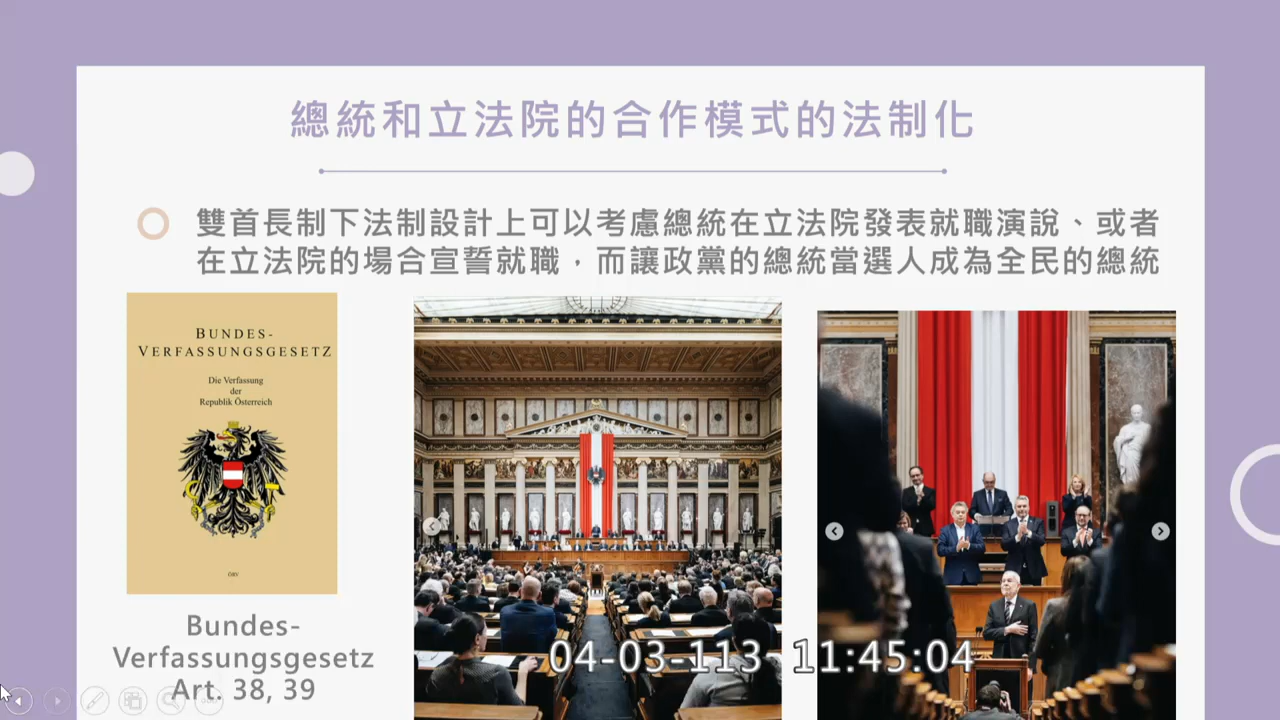 總統和立法院的合作模式的法制化
雙首長制下法制設計上可以考慮總統在立法院發表就職演說、或者
在立法院的場合宣誓就職，而讓政黨的總統當選人成為全民的總統
BUNDES-
VERFASSUNGSGESETZ
Die Verfassung
der
Republik Österreich
ÖRV
Bundes-
Verfassungsgesetz
Art. 38, 39
04-03-113 11:45:04